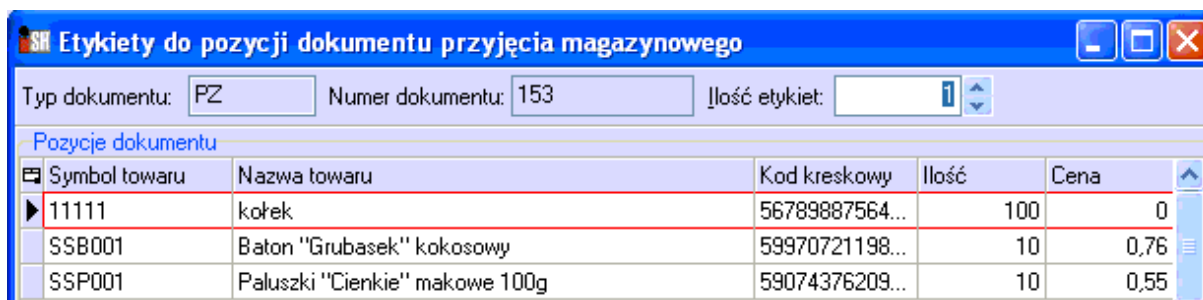 SH Etykiety do pozycji dokumentu przyjęcia magazynowego
Typ dokumentu: PZ Numer dokumentu: 153 Ilość etykiet: 1
Pozycje dokumentu
Symbol towaru Nazwa towaru Kod kreskowy Ilość Cena
11111 kołek 56789887564... 100 0
SSB001 Baton "Grubasek" kokosowy 59970721198... 10 0,76
SSP001 Paluszki "Cienkie" makowe 100g 59074376209... 10 0,55